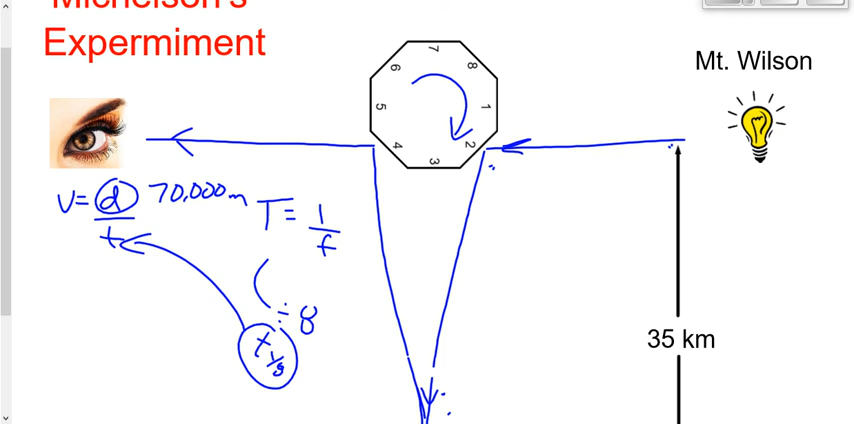 Michelson's
Expermiment
Mt. Wilson
7
8
6
1
5
2
4
3
v = d/t 70,000m
T = 1/f
÷ 8
x 1/8
35 km